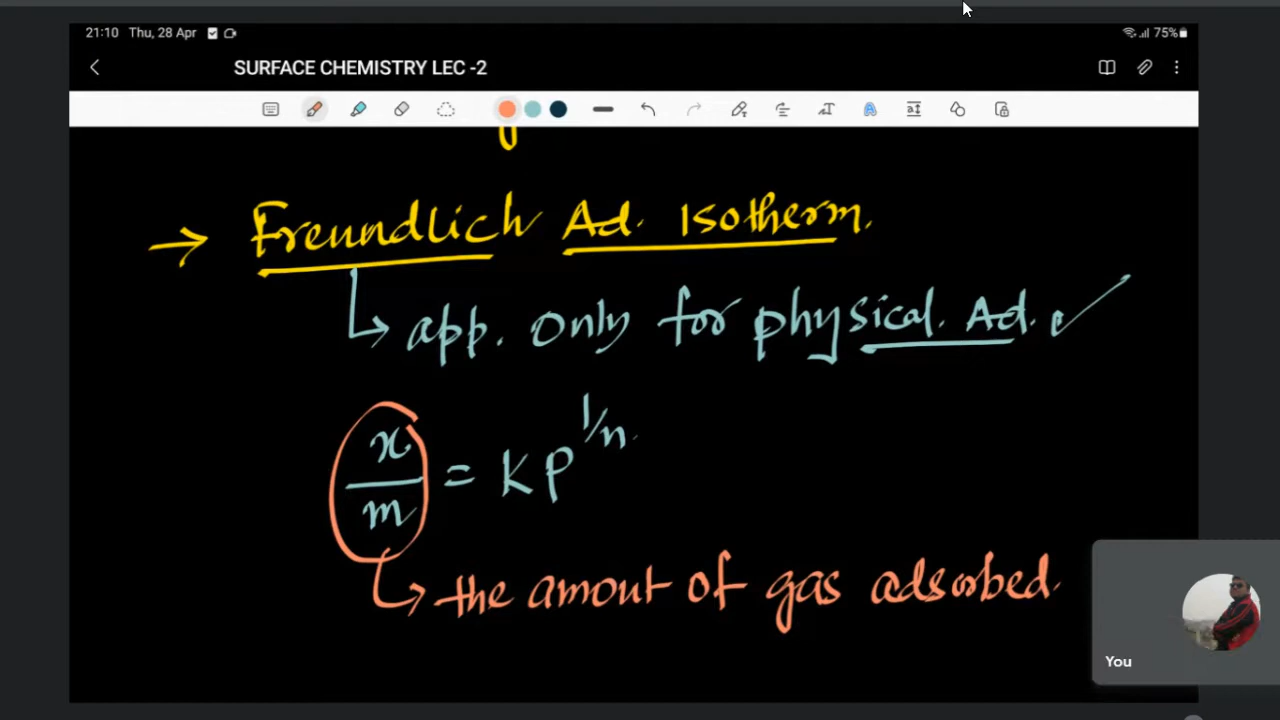 21:10 Thu, 28 Apr
75%
SURFACE CHEMISTRY LEC -2
→ Freundlich Ad. Isotherm.
↳ app. only for physical. Ad. ✓
x/m = KP^1/n.
↳ the amount of gas adsorbed.
You